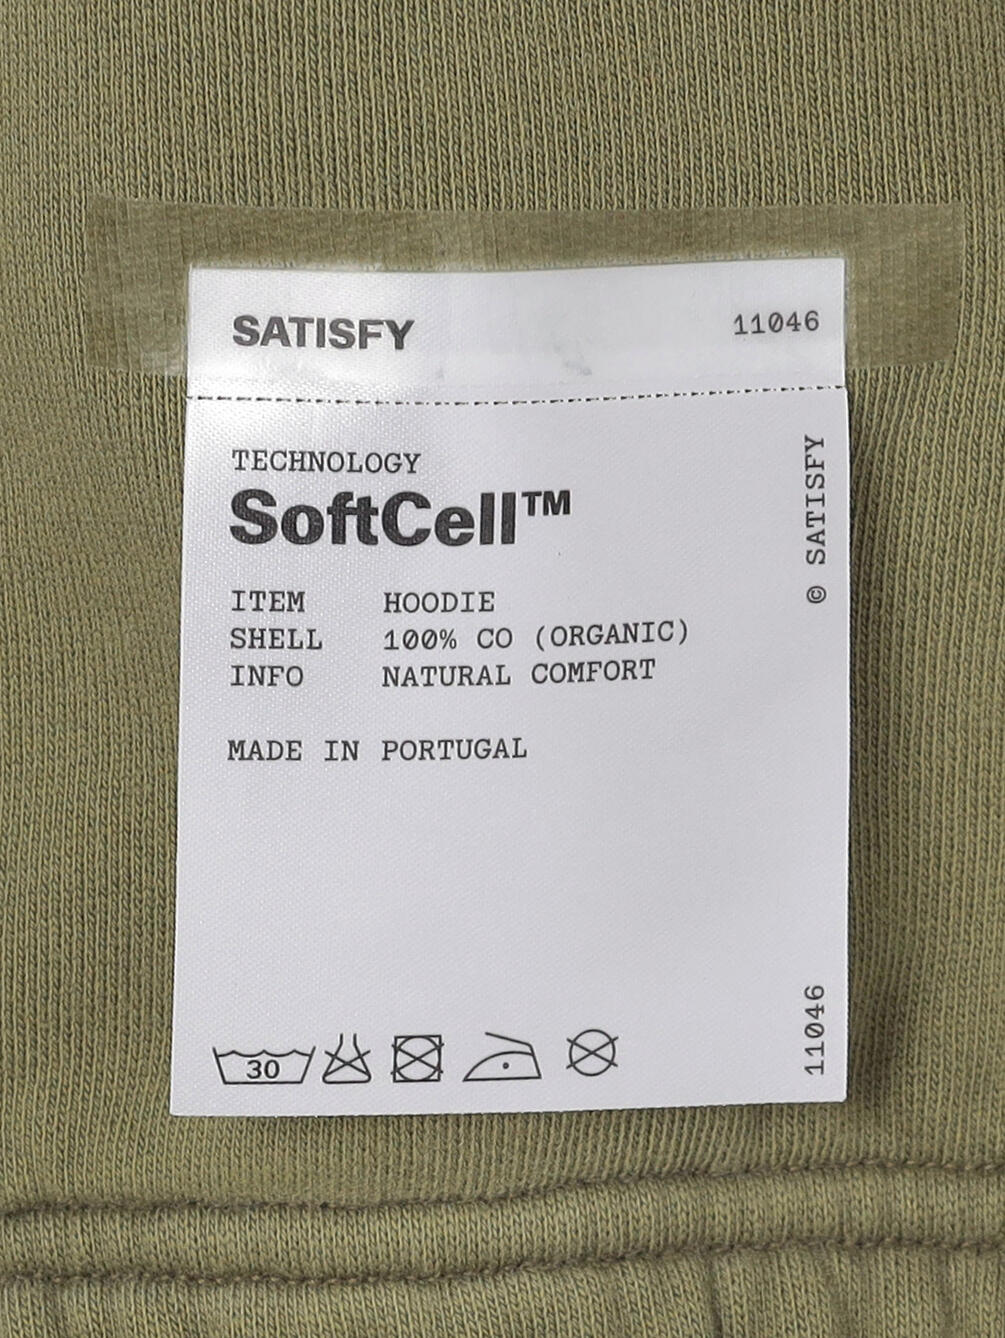 SATISFY 11046
TECHNOLOGY
SoftCell™
ITEM HOODIE
SHELL 100% CO (ORGANIC)
INFO NATURAL COMFORT
MADE IN PORTUGAL
30
© SATISFY
11046